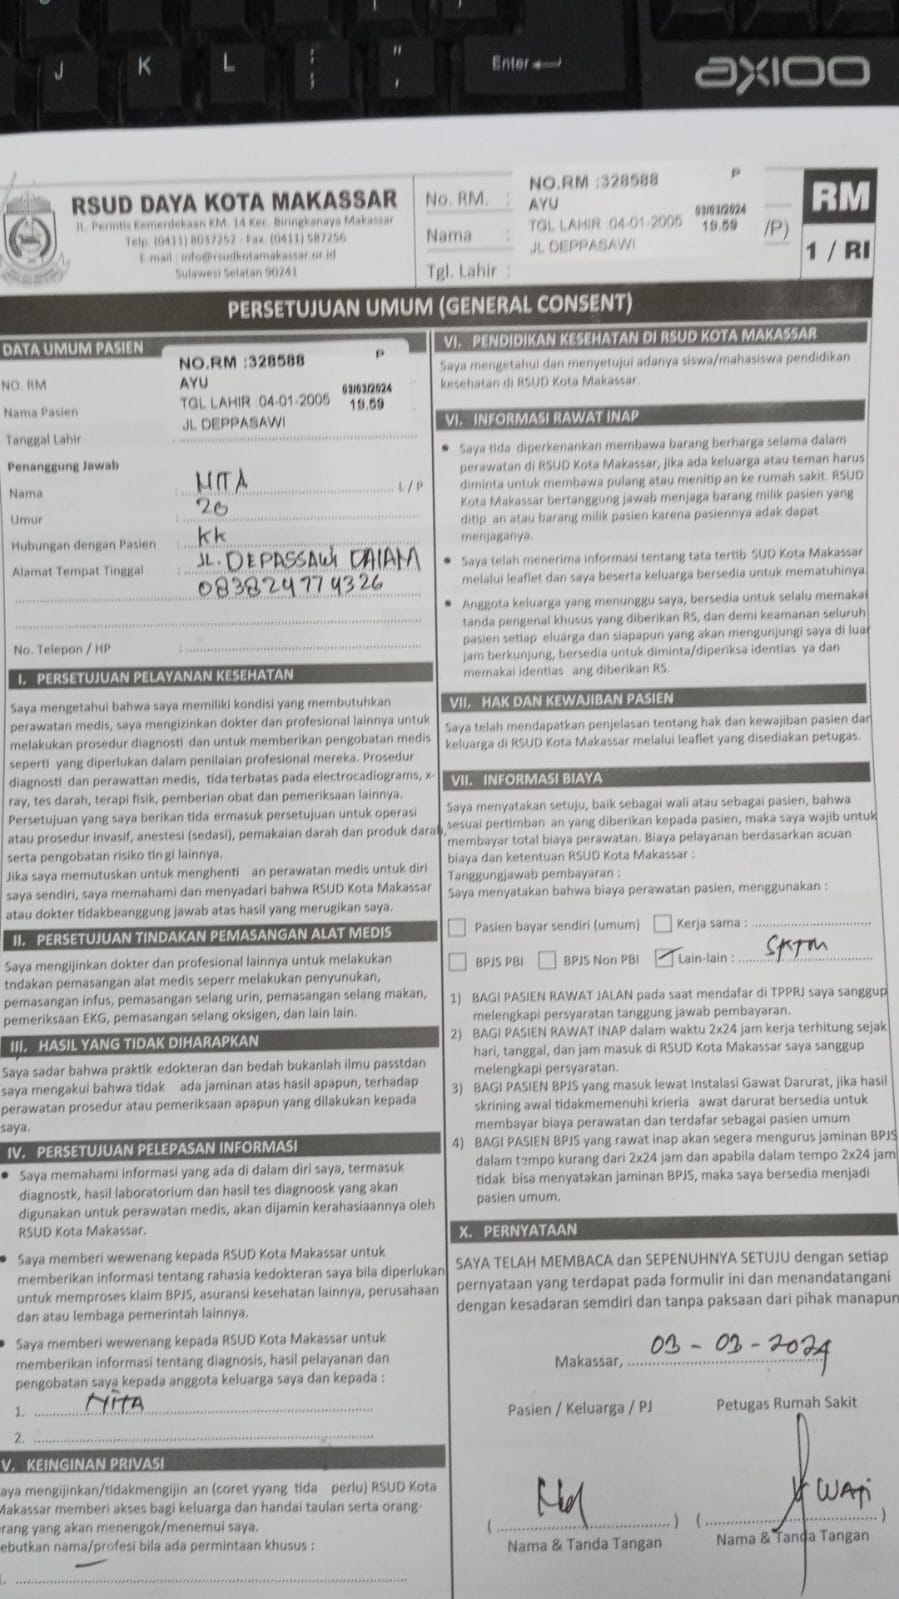 J K L ; : " ' Enter
AXIOO
RSUD DAYA KOTA MAKASSAR
JL. Perintis Kemerdekaan KM. 14 Kec. Biringkanaya Makassar
Telp. (0411) 8037252 - Fax. (0411) 587256
E-mail : info@rsudkotamakassar.or.id
Sulawesi Selatan 90241
No. RM. :
Nama :
Tgl. Lahir :
NO.RM :328588 P
AYU
TGL LAHIR :04-01-2005 03/03/2024 19.59
JL DEPPASAWI
/P)
RM
1 / RI
PERSETUJUAN UMUM (GENERAL CONSENT)
DATA UMUM PASIEN
NO.RM :328588 P
NO. RM
AYU
Nama Pasien
TGL LAHIR :04-01-2005 03/03/2024 19.59
JL DEPPASAWI
Tanggal Lahir
Penanggung Jawab
Nama : NITA L / P
Umur : 20
Hubungan dengan Pasien : KK
Alamat Tempat Tinggal : JL. DEPASSAWI DALAM
083824779326
No. Telepon / HP :
I. PERSETUJUAN PELAYANAN KESEHATAN
Saya mengetahui bahwa saya memiliki kondisi yang membutuhkan
perawatan medis, saya mengizinkan dokter dan profesional lainnya untuk
melakukan prosedur diagnosti dan untuk memberikan pengobatan medis
seperti yang diperlukan dalam penilaian profesional mereka. Prosedur
diagnosti dan perawattan medis, tida terbatas pada electrocadiograms, x-
ray, tes darah, terapi fisik, pemberian obat dan pemeriksaan lainnya.
Persetujuan yang saya berikan tida ermasuk persetujuan untuk operasi
atau prosedur invasif, anestesi (sedasi), pemakaian darah dan produk darah,
serta pengobatan risiko tin gi lainnya.
Jika saya memutuskan untuk menghenti an perawatan medis untuk diri
saya sendiri, saya memahami dan menyadari bahwa RSUD Kota Makassar
atau dokter tidakbeanggung jawab atas hasil yang merugikan saya.
II. PERSETUJUAN TINDAKAN PEMASANGAN ALAT MEDIS
Saya mengijinkan dokter dan profesional lainnya untuk melakukan
tndakan pemasangan alat medis seperr melakukan penyunukan,
pemasangan infus, pemasangan selang urin, pemasangan selang makan,
pemeriksaan EKG, pemasangan selang oksigen, dan lain lain.
III. HASIL YANG TIDAK DIHARAPKAN
Saya sadar bahwa praktik edokteran dan bedah bukanlah ilmu passtdan
saya mengakui bahwa tidak ada jaminan atas hasil apapun, terhadap
perawatan prosedur atau pemeriksaan apapun yang dilakukan kepada
saya.
IV. PERSETUJUAN PELEPASAN INFORMASI
• Saya memahami informasi yang ada di dalam diri saya, termasuk
diagnostk, hasil laboratorium dan hasil tes diagnoosk yang akan
digunakan untuk perawatan medis, akan dijamin kerahasiaannya oleh
RSUD Kota Makassar.
• Saya memberi wewenang kepada RSUD Kota Makassar untuk
memberikan informasi tentang rahasia kedokteran saya bila diperlukan
untuk memproses klaim BPJS, asuransi kesehatan lainnya, perusahaan
dan atau lembaga pemerintah lainnya.
• Saya memberi wewenang kepada RSUD Kota Makassar untuk
memberikan informasi tentang diagnosis, hasil pelayanan dan
pengobatan saya kepada anggota keluarga saya dan kepada :
1. NITA
2.
V. KEINGINAN PRIVASI
aya mengijinkan/tidakmengijin an (coret yyang tida perlu) RSUD Kota
Makassar memberi akses bagi keluarga dan handai taulan serta orang-
rang yang akan menengok/menemui saya.
ebutkan nama/profesi bila ada permintaan khusus :
VI. PENDIDIKAN KESEHATAN DI RSUD KOTA MAKASSAR
Saya mengetahui dan menyetujui adanya siswa/mahasiswa pendidikan
kesehatan di RSUD Kota Makassar.
VI. INFORMASI RAWAT INAP
• Saya tida diperkenankan membawa barang berharga selama dalam
perawatan di RSUD Kota Makassar, jika ada keluarga atau teman harus
diminta untuk membawa pulang atau menitip an ke rumah sakit. RSUD
Kota Makassar bertanggung jawab menjaga barang milik pasien yang
ditip an atau barang milik pasien karena pasiennya adak dapat
menjaganya.
• Saya telah menerima informasi tentang tata tertib SUD Kota Makassar
melalui leaflet dan saya beserta keluarga bersedia untuk mematuhinya.
• Anggota keluarga yang menunggu saya, bersedia untuk selalu memakai
tanda pengenal khusus yang diberikan RS, dan demi keamanan seluruh
pasien setiap eluarga dan siapapun yang akan mengunjungi saya di luar
jam berkunjung, bersedia untuk diminta/diperiksa identias ya dan
memakai identias ang diberikan RS.
VII. HAK DAN KEWAJIBAN PASIEN
Saya telah mendapatkan penjelasan tentang hak dan kewajiban pasien dan
keluarga di RSUD Kota Makassar melalui leaflet yang disediakan petugas.
VII. INFORMASI BIAYA
Saya menyatakan setuju, baik sebagai wali atau sebagai pasien, bahwa
sesuai pertimban an yang diberikan kepada pasien, maka saya wajib untuk
membayar total biaya perawatan. Biaya pelayanan berdasarkan acuan
biaya dan ketentuan RSUD Kota Makassar :
Tanggungjawab pembayaran :
Saya menyatakan bahwa biaya perawatan pasien, menggunakan :
Pasien bayar sendiri (umum) Kerja sama :
BPJS PBI BPJS Non PBI Lain-lain : SKTM
1) BAGI PASIEN RAWAT JALAN pada saat mendafar di TPPRJ saya sanggup
melengkapi persyaratan tanggung jawab pembayaran.
2) BAGI PASIEN RAWAT INAP dalam waktu 2x24 jam kerja terhitung sejak
hari, tanggal, dan jam masuk di RSUD Kota Makassar saya sanggup
melengkapi persyaratan.
3) BAGI PASIEN BPJS yang masuk lewat Instalasi Gawat Darurat, jika hasil
skrining awal tidakmemenuhi krieria awat darurat bersedia untuk
membayar biaya perawatan dan terdafar sebagai pasien umum
4) BAGI PASIEN BPJS yang rawat inap akan segera mengurus jaminan BPJS
dalam tempo kurang dari 2x24 jam dan apabila dalam tempo 2x24 jam
tidak bisa menyatakan jaminan BPJS, maka saya bersedia menjadi
pasien umum.
X. PERNYATAAN
SAYA TELAH MEMBACA dan SEPENUHNYA SETUJU dengan setiap
pernyataan yang terdapat pada formulir ini dan menandatangani
dengan kesadaran semdiri dan tanpa paksaan dari pihak manapun
Makassar, 03 - 03 - 2024
Pasien / Keluarga / PJ Petugas Rumah Sakit
( ) ( WATI )
Nama & Tanda Tangan Nama & Tanda Tangan